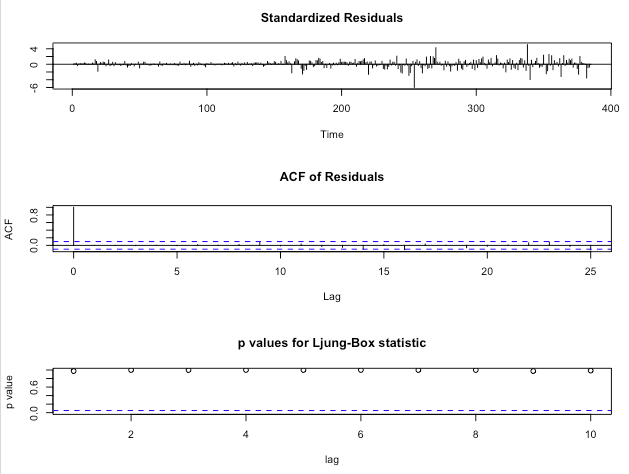 Standardized Residuals
4
0
-6
0 100 200 300 400
Time
ACF of Residuals
ACF
0.8
0.0
0 5 10 15 20 25
Lag
p values for Ljung-Box statistic
p value
0.6
0.0
2 4 6 8 10
lag